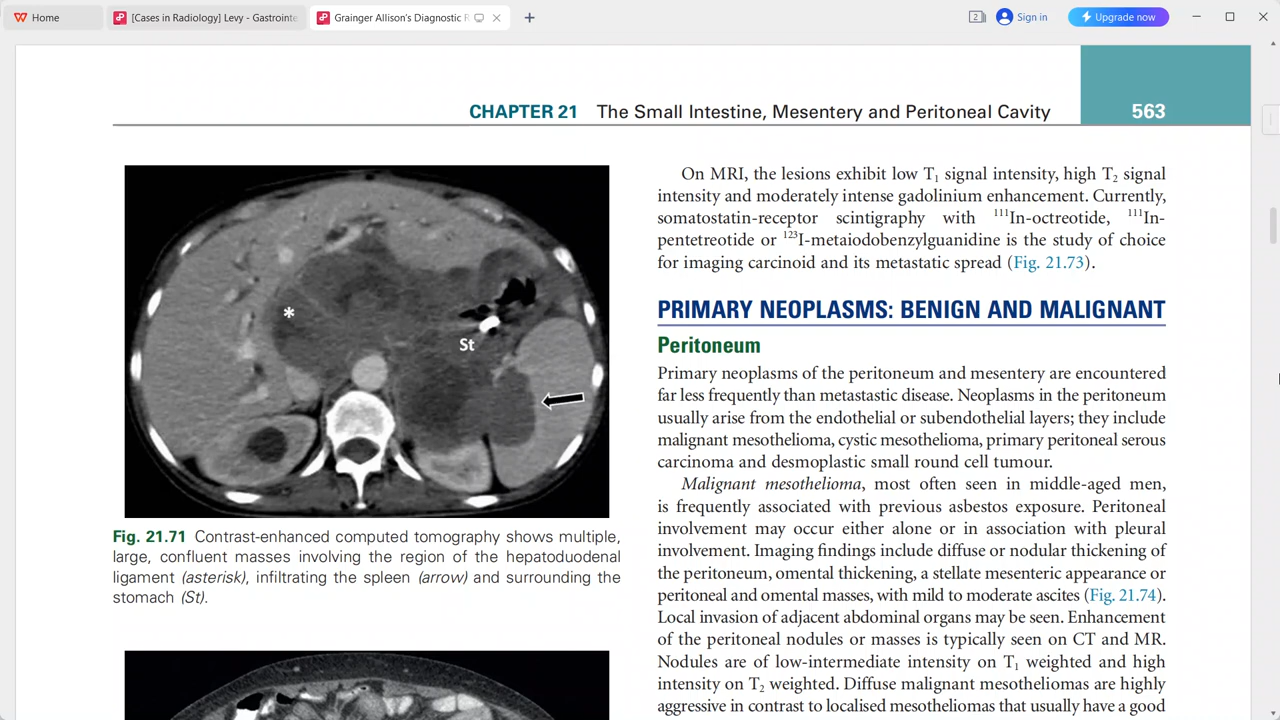 Home
[Cases in Radiology] Levy - Gastrointe
Grainger Allison's Diagnostic R
2
Sign in
Upgrade now
CHAPTER 21 The Small Intestine, Mesentery and Peritoneal Cavity 563
*
St
Fig. 21.71 Contrast-enhanced computed tomography shows multiple,
large, confluent masses involving the region of the hepatoduodenal
ligament (asterisk), infiltrating the spleen (arrow) and surrounding the
stomach (St).
On MRI, the lesions exhibit low T1 signal intensity, high T2 signal
intensity and moderately intense gadolinium enhancement. Currently,
somatostatin-receptor scintigraphy with 111In-octreotide, 111In-
pentetreotide or 123I-metaiodobenzylguanidine is the study of choice
for imaging carcinoid and its metastatic spread (Fig. 21.73).
PRIMARY NEOPLASMS: BENIGN AND MALIGNANT
Peritoneum
Primary neoplasms of the peritoneum and mesentery are encountered
far less frequently than metastatic disease. Neoplasms in the peritoneum
usually arise from the endothelial or subendothelial layers; they include
malignant mesothelioma, cystic mesothelioma, primary peritoneal serous
carcinoma and desmoplastic small round cell tumour.
Malignant mesothelioma, most often seen in middle-aged men,
is frequently associated with previous asbestos exposure. Peritoneal
involvement may occur either alone or in association with pleural
involvement. Imaging findings include diffuse or nodular thickening of
the peritoneum, omental thickening, a stellate mesenteric appearance or
peritoneal and omental masses, with mild to moderate ascites (Fig. 21.74).
Local invasion of adjacent abdominal organs may be seen. Enhancement
of the peritoneal nodules or masses is typically seen on CT and MR.
Nodules are of low-intermediate intensity on T1 weighted and high
intensity on T2 weighted. Diffuse malignant mesotheliomas are highly
aggressive in contrast to localised mesotheliomas that usually have a good